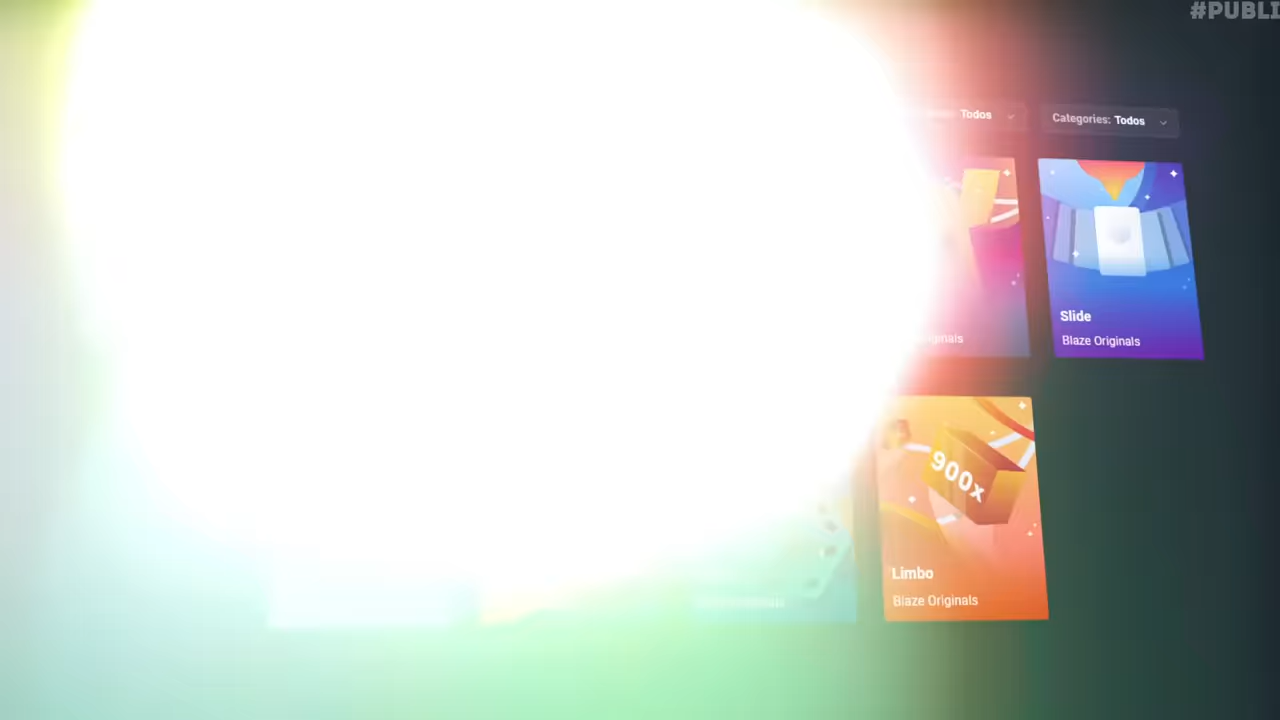 #PUBLI
Todos
Categories: Todos
Slide
Blaze Originals
900x
Limbo
Blaze Originals